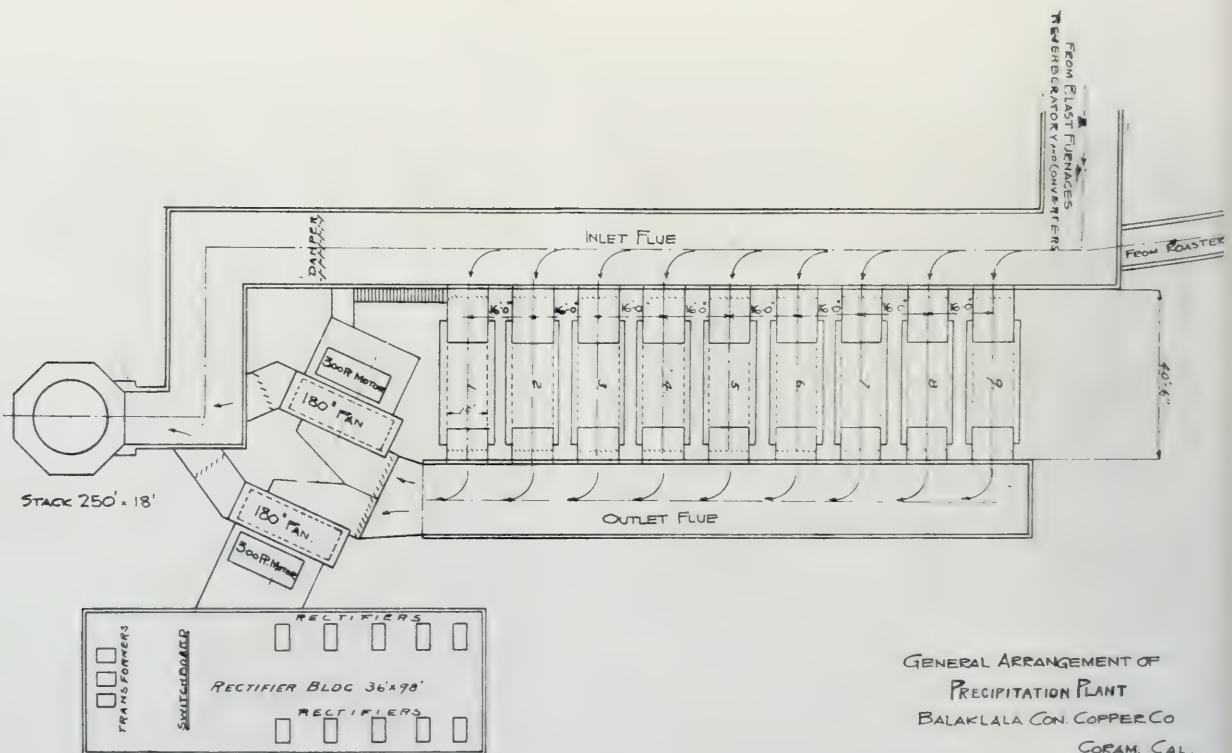 FROM BLAST FURNACES
REVERBERATORY AND CONVERTERS
FROM ROASTER
INLET FLUE
DAMPER
16'-0" 16'-0" 16'-0" 16'-0" 16'-0" 16'-0" 16'-0" 16'-0"
40'-6"
1 2 3 4 5 6 7 8 9
300 HP. MOTOR
180" FAN
STACK 250' x 18'
OUTLET FLUE
180" FAN.
300 HP. MOTOR
TRANSFORMERS
SWITCHBOARD
RECTIFIERS
RECTIFIER BLDG 36'x98'
RECTIFIERS
GENERAL ARRANGEMENT OF
PRECIPITATION PLANT
BALAKLALA CON. COPPER CO
CORAM, CAL.